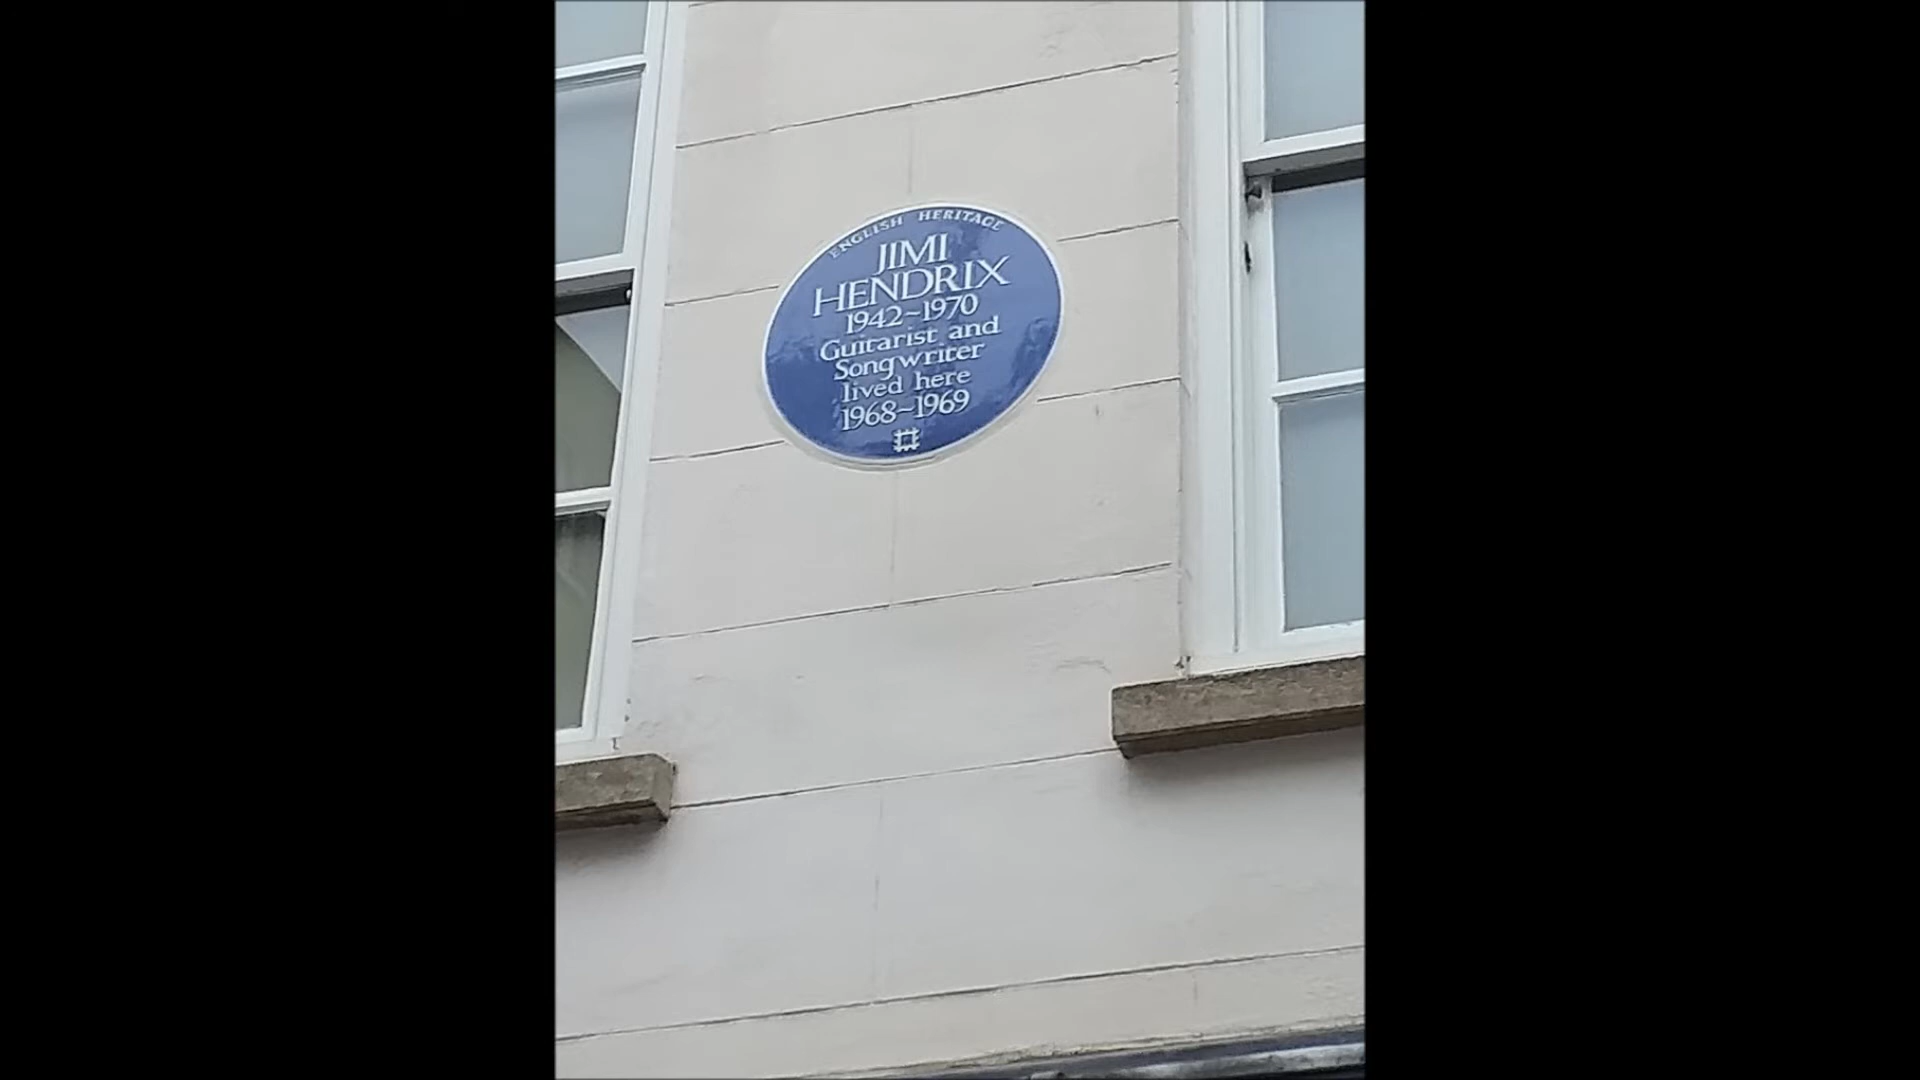 ENGLISH HERITAGE
JIMI
HENDRIX
1942~1970
Guitarist and
Songwriter
lived here
1968~1969